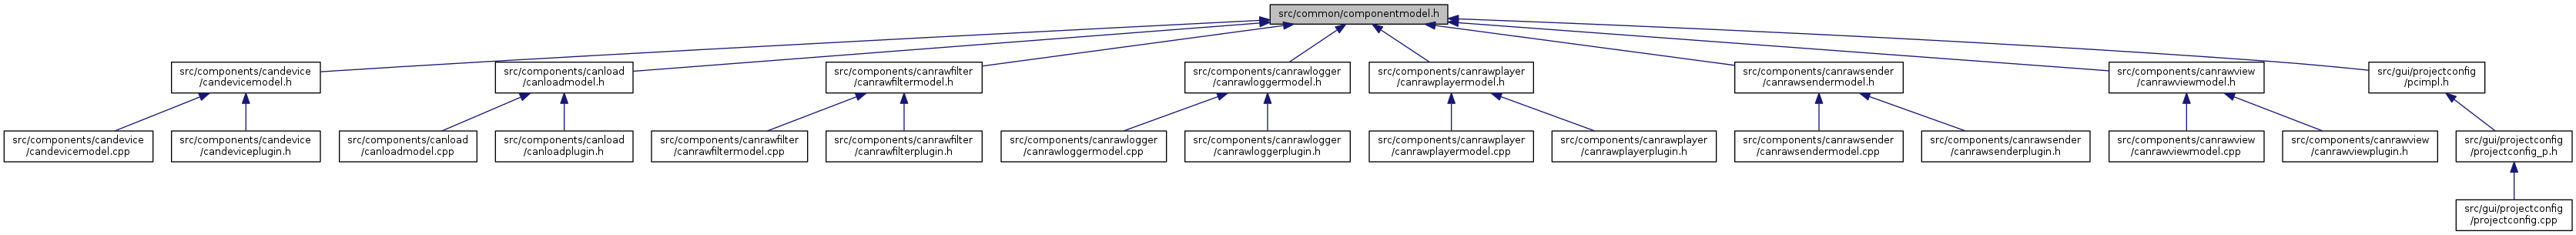 src/common/componentmodel.h
src/components/candevice
/candevicemodel.h
src/components/canload
/canloadmodel.h
src/components/canrawfilter
/canrawfiltermodel.h
src/components/canrawlogger
/canrawloggermodel.h
src/components/canrawplayer
/canrawplayermodel.h
src/components/canrawsender
/canrawsendermodel.h
src/components/canrawview
/canrawviewmodel.h
src/gui/projectconfig
/pcimpl.h
src/components/candevice
/candevicemodel.cpp
src/components/candevice
/candeviceplugin.h
src/components/canload
/canloadmodel.cpp
src/components/canload
/canloadplugin.h
src/components/canrawfilter
/canrawfiltermodel.cpp
src/components/canrawfilter
/canrawfilterplugin.h
src/components/canrawlogger
/canrawloggermodel.cpp
src/components/canrawlogger
/canrawloggerplugin.h
src/components/canrawplayer
/canrawplayermodel.cpp
src/components/canrawplayer
/canrawplayerplugin.h
src/components/canrawsender
/canrawsendermodel.cpp
src/components/canrawsender
/canrawsenderplugin.h
src/components/canrawview
/canrawviewmodel.cpp
src/components/canrawview
/canrawviewplugin.h
src/gui/projectconfig
/projectconfig_p.h
src/gui/projectconfig
/projectconfig.cpp